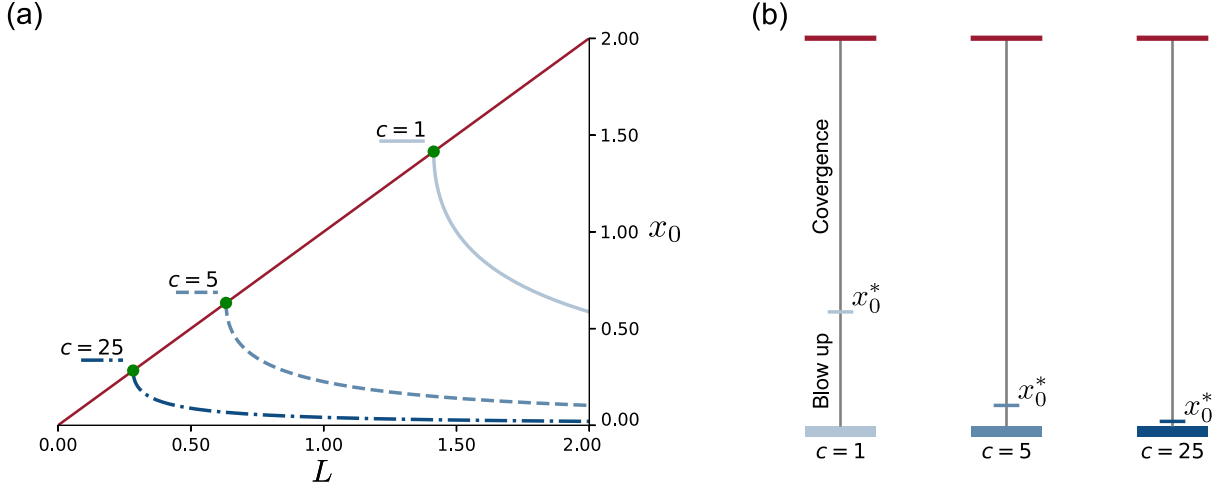 (a)
2.00
1.50
1.00
0.50
0.00
x₀
c = 1
c = 5
c = 25
0.00 0.50 1.00 1.50 2.00
L
(b)
Covergence
Blow up
x₀*
x₀*
x₀*
c = 1
c = 5
c = 25